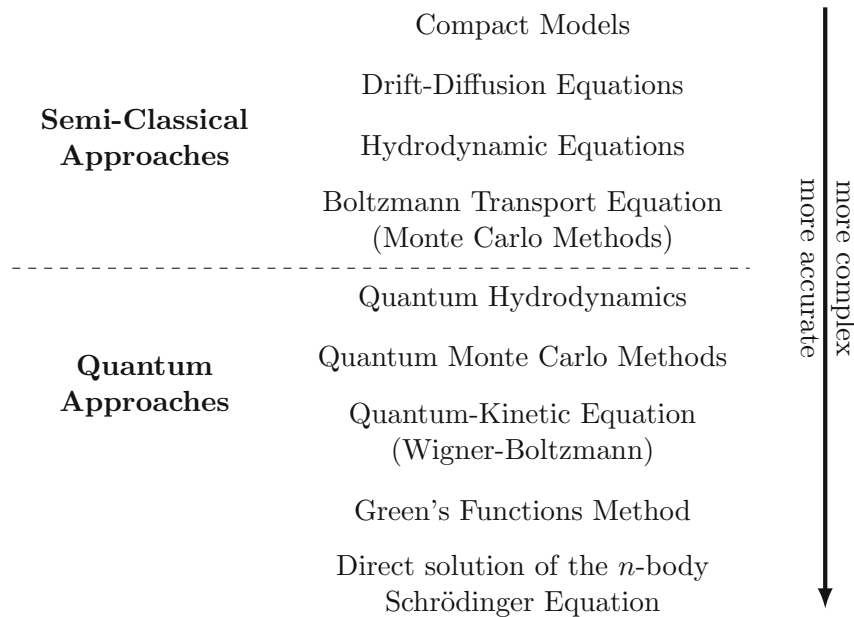 Compact Models
Drift-Diffusion Equations
Semi-Classical
Approaches
Hydrodynamic Equations
Boltzmann Transport Equation
(Monte Carlo Methods)
Quantum Hydrodynamics
Quantum
Approaches
Quantum Monte Carlo Methods
Quantum-Kinetic Equation
(Wigner-Boltzmann)
Green's Functions Method
Direct solution of the n-body
Schrödinger Equation
more complex
more accurate